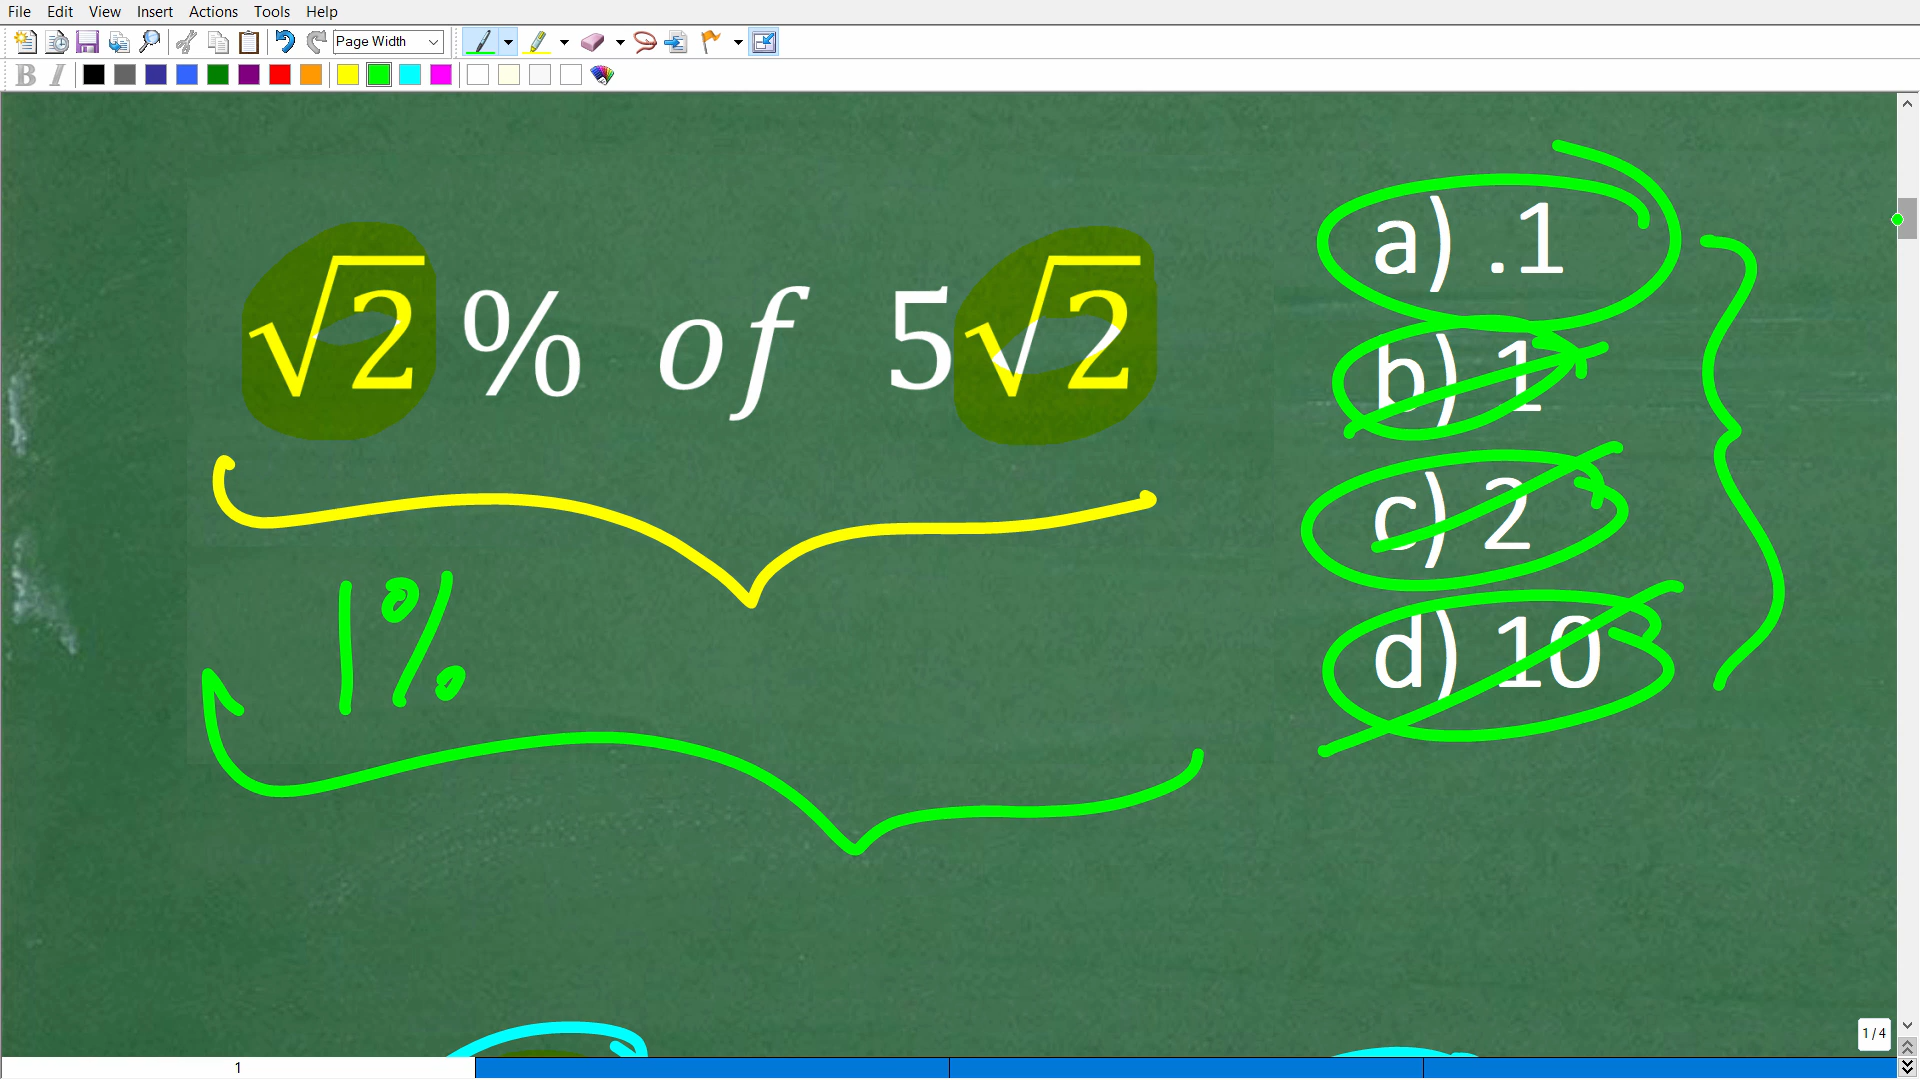 File Edit View Insert Actions Tools Help
Page Width
B I
√2 % of 5√2
a) .1
b) 1
c) 2
d) 10
1%
1 / 4
1